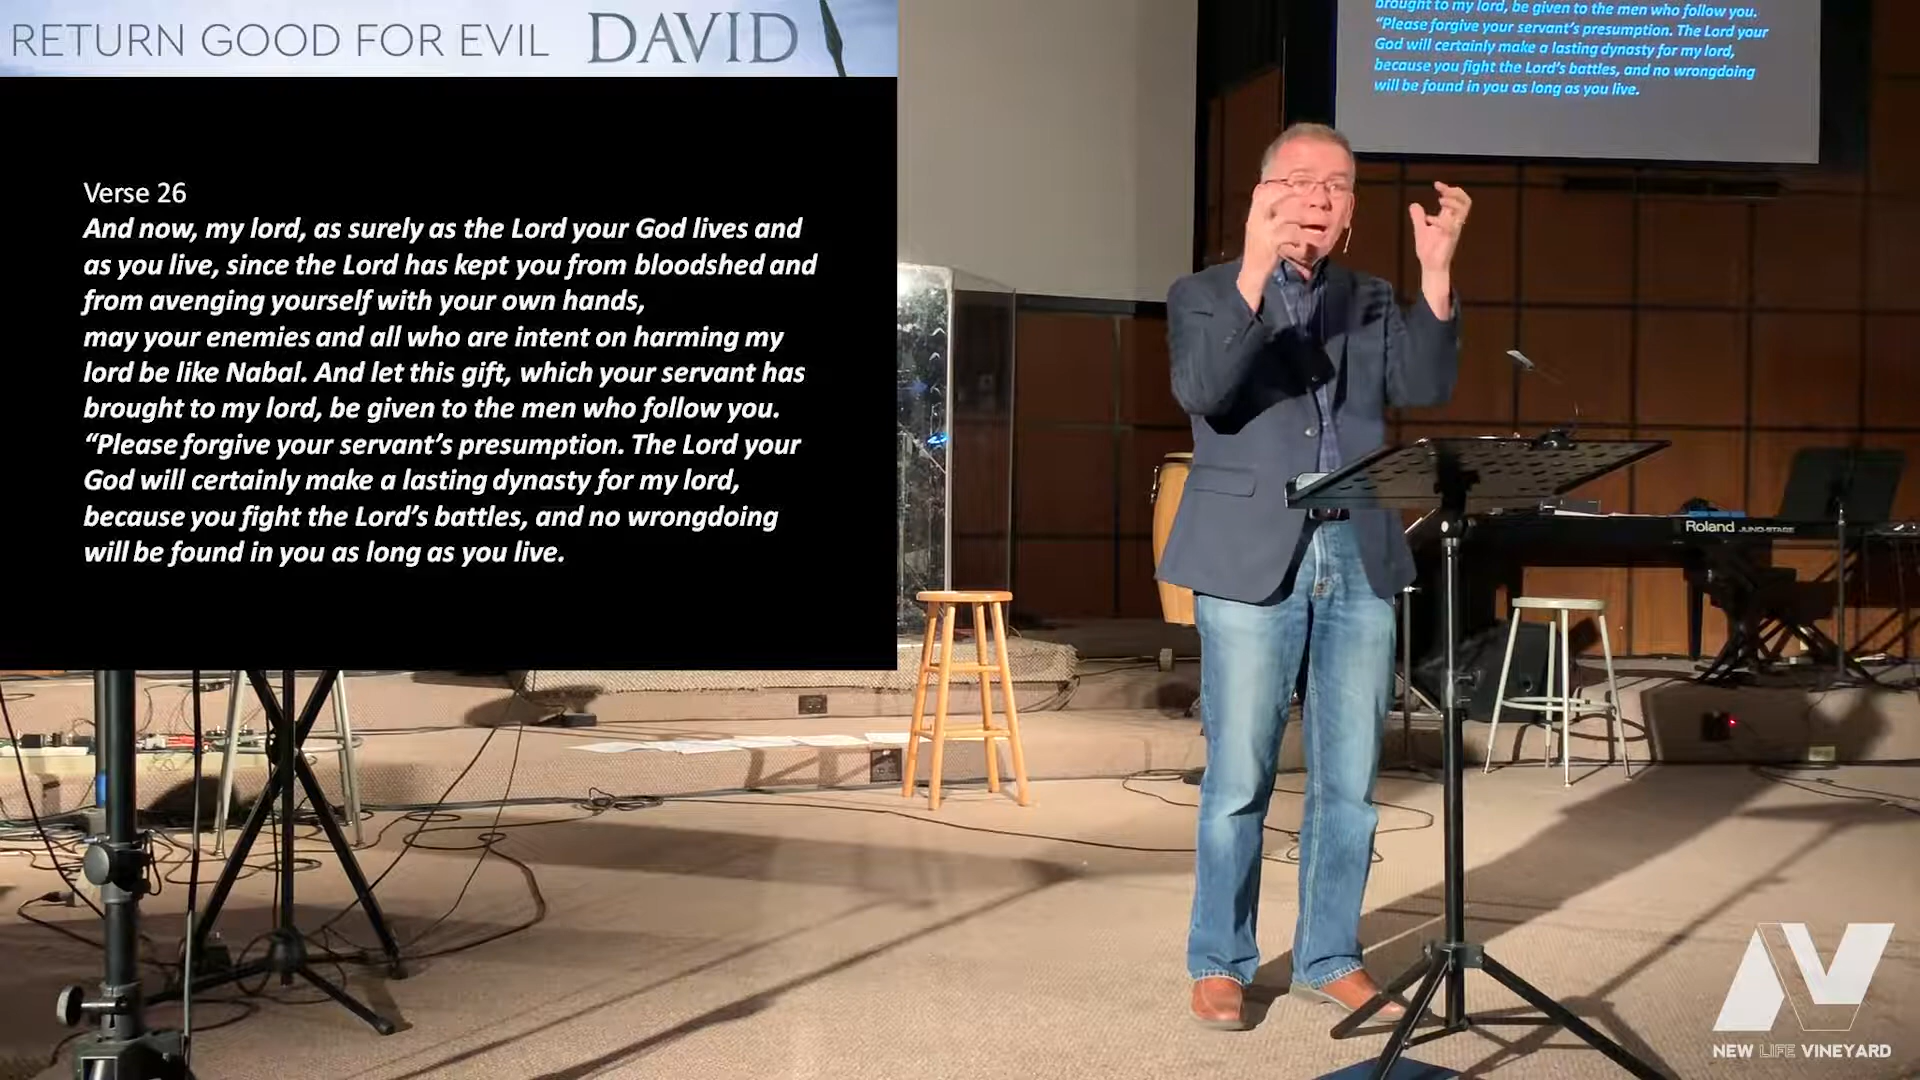 RETURN GOOD FOR EVIL DAVID
Verse 26
And now, my lord, as surely as the Lord your God lives and
as you live, since the Lord has kept you from bloodshed and
from avenging yourself with your own hands,
may your enemies and all who are intent on harming my
lord be like Nabal. And let this gift, which your servant has
brought to my lord, be given to the men who follow you.
“Please forgive your servant’s presumption. The Lord your
God will certainly make a lasting dynasty for my lord,
because you fight the Lord’s battles, and no wrongdoing
will be found in you as long as you live.
brought to my lord, be given to the men who follow you.
“Please forgive your servant’s presumption. The Lord your
God will certainly make a lasting dynasty for my lord,
because you fight the Lord’s battles, and no wrongdoing
will be found in you as long as you live.
Roland JUNO-STAGE
NEW LIFE VINEYARD